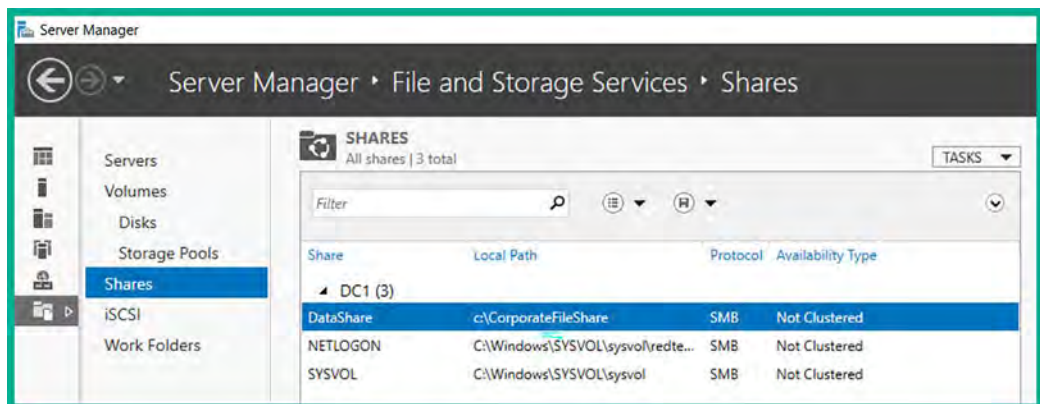 Server Manager
Server Manager ‣ File and Storage Services ‣ Shares
SHARES
All shares | 3 total
TASKS
Servers
Volumes
Disks
Storage Pools
Shares
iSCSI
Work Folders
Filter
Share Local Path Protocol Availability Type
DC1 (3)
DataShare c:\CorporateFileShare SMB Not Clustered
NETLOGON C:\Windows\SYSVOL\sysvol\redte... SMB Not Clustered
SYSVOL C:\Windows\SYSVOL\sysvol SMB Not Clustered